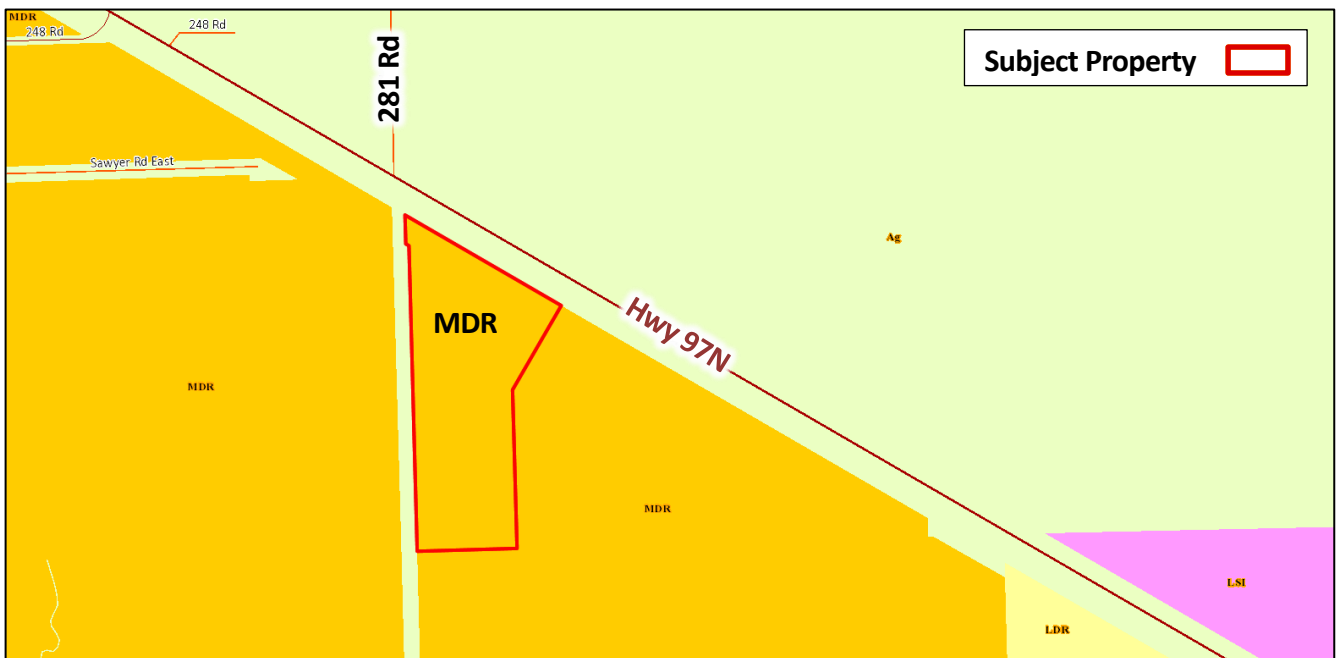 MDR
248 Rd
248 Rd
281 Rd
Subject Property
Sawyer Rd East
Ag
MDR
Hwy 97N
MDR
MDR
LSI
LDR